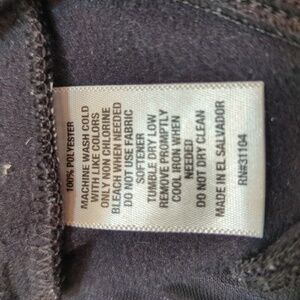 100% POLYESTER
MACHINE WASH COLD
WITH LIKE COLORS
ONLY NON CHLORINE
BLEACH WHEN NEEDED
DO NOT USE FABRIC
SOFTENER
TUMBLE DRY LOW
REMOVE PROMPTLY
COOL IRON WHEN
NEEDED
DO NOT DRY CLEAN
MADE IN EL SALVADOR
RN#31104